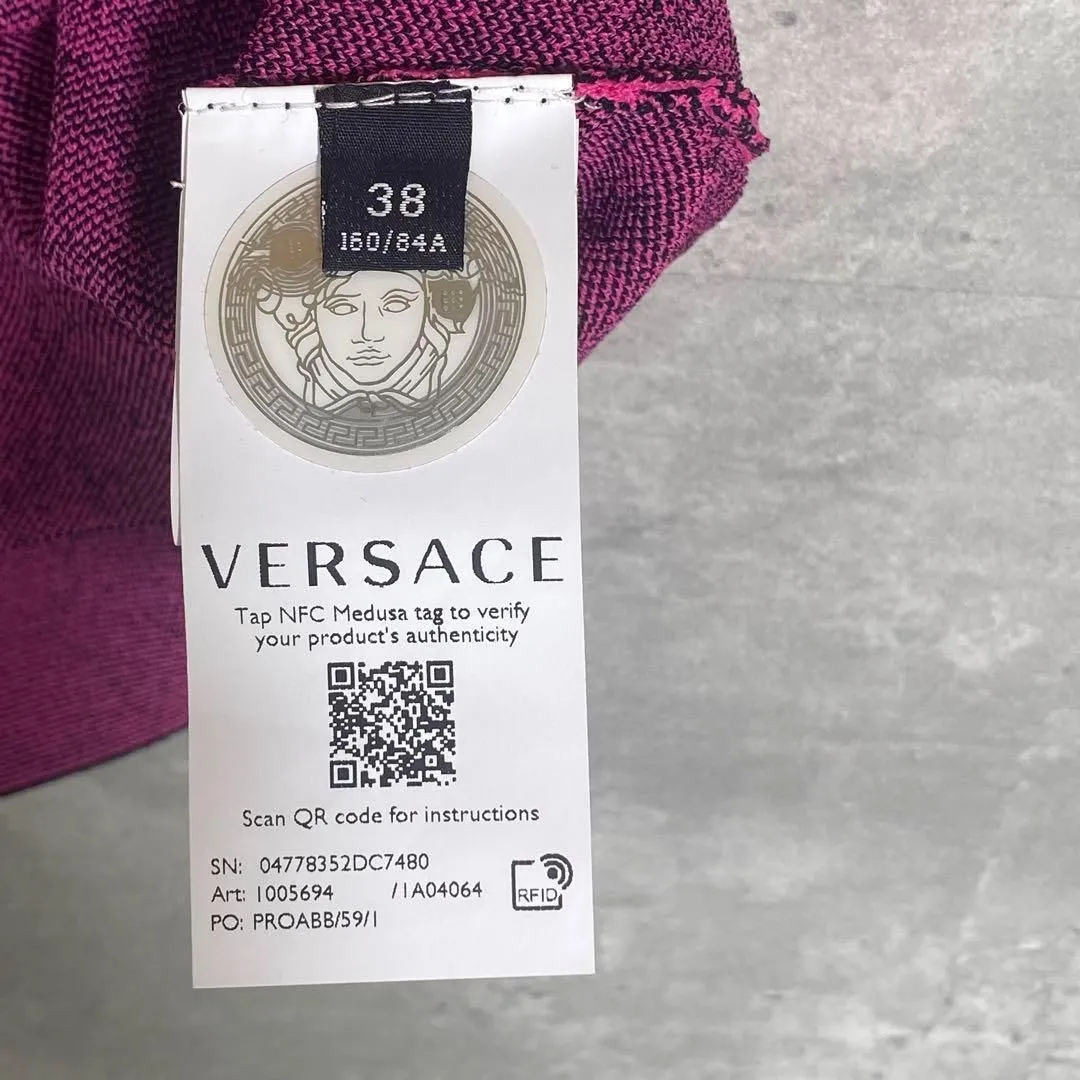 38
160/84A
VERSACE
Tap NFC Medusa tag to verify
your product's authenticity
Scan QR code for instructions
SN: 04778352DC7480
Art: 1005694 /1A04064
RFID
PO: PROABB/59/1